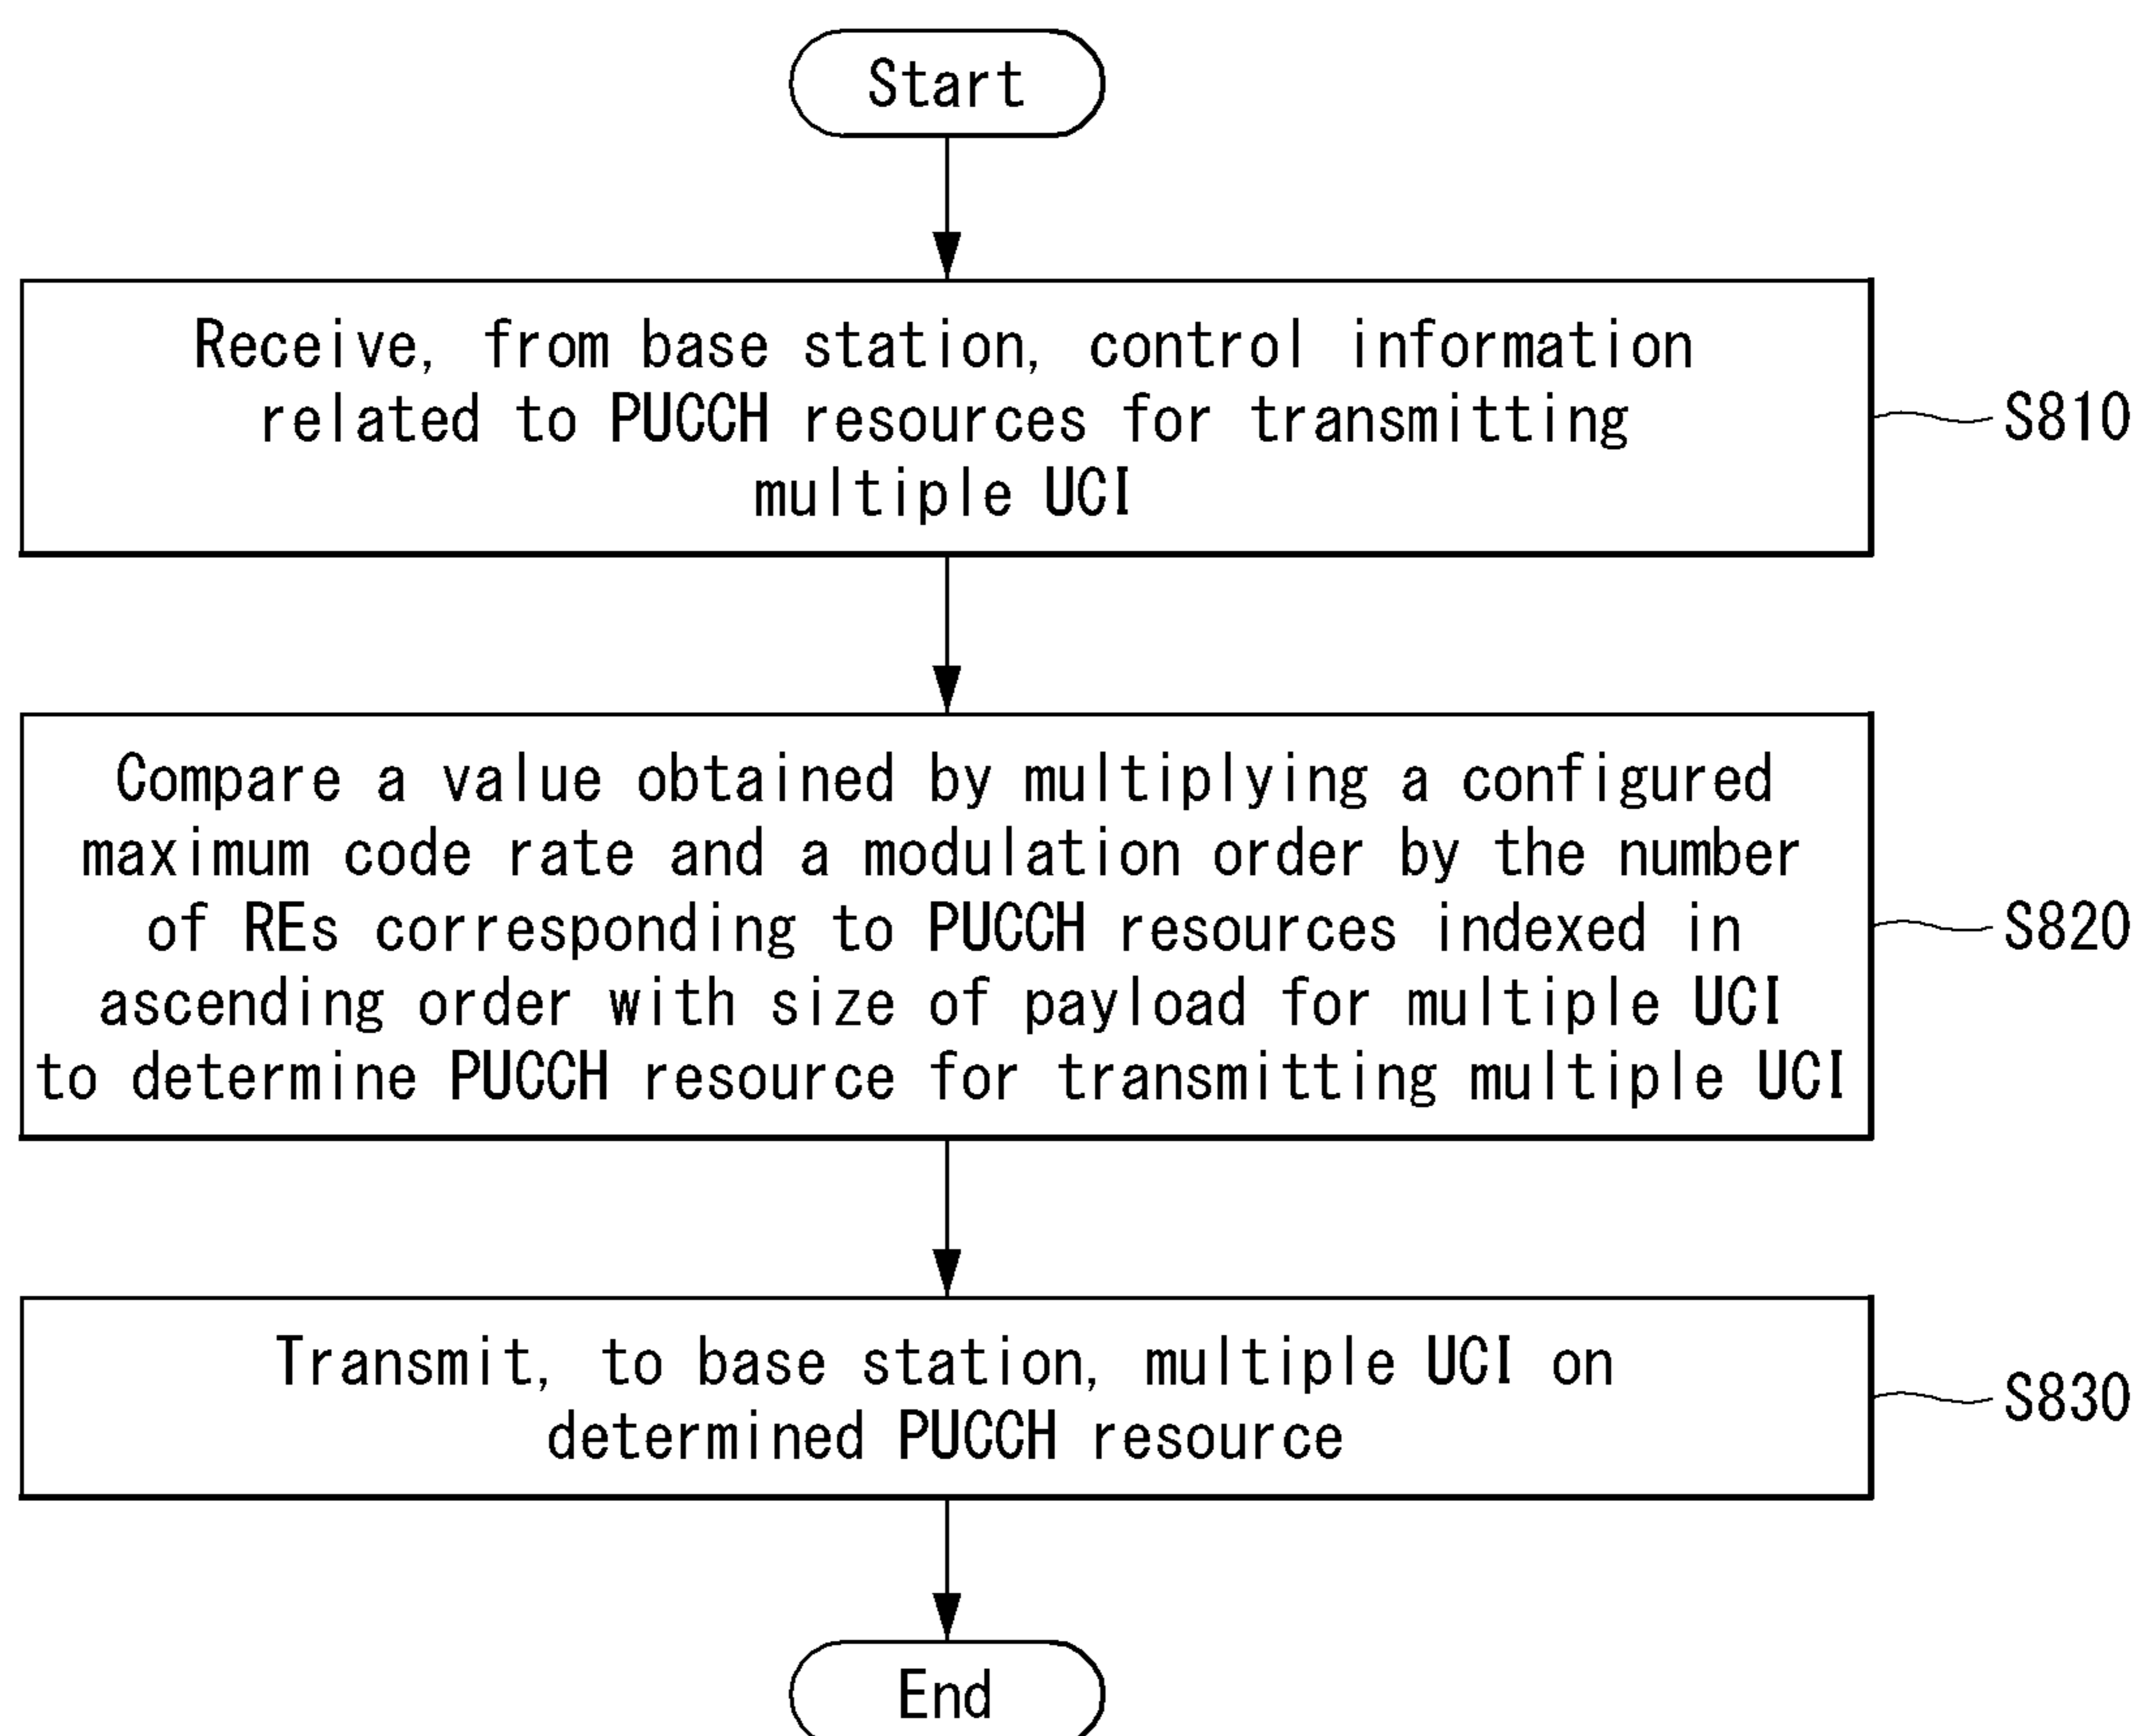 Start
Receive, from base station, control information
related to PUCCH resources for transmitting
multiple UCI
S810
Compare a value obtained by multiplying a configured
maximum code rate and a modulation order by the number
of REs corresponding to PUCCH resources indexed in
ascending order with size of payload for multiple UCI
to determine PUCCH resource for transmitting multiple UCI
S820
Transmit, to base station, multiple UCI on
determined PUCCH resource
S830
End